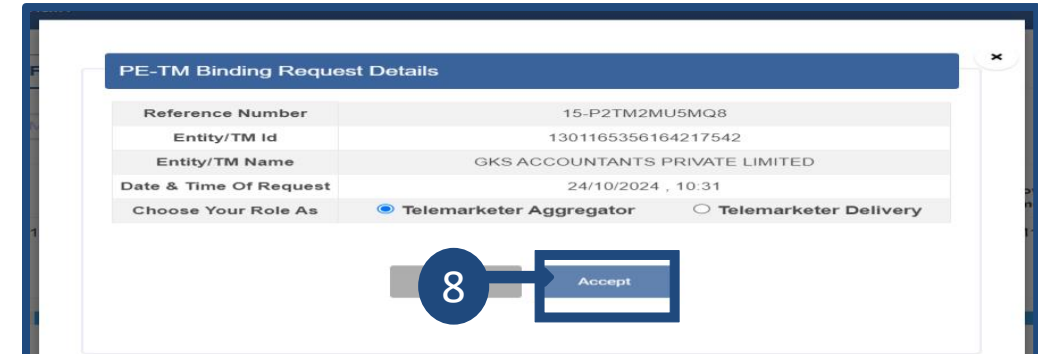 PE-TM Binding Request Details
×
Reference Number 15-P2TM2MU5MQ8
Entity/TM Id 1301165356164217542
Entity/TM Name GKS ACCOUNTANTS PRIVATE LIMITED
Date & Time Of Request 24/10/2024 , 10:31
Choose Your Role As Telemarketer Aggregator Telemarketer Delivery
8 Accept